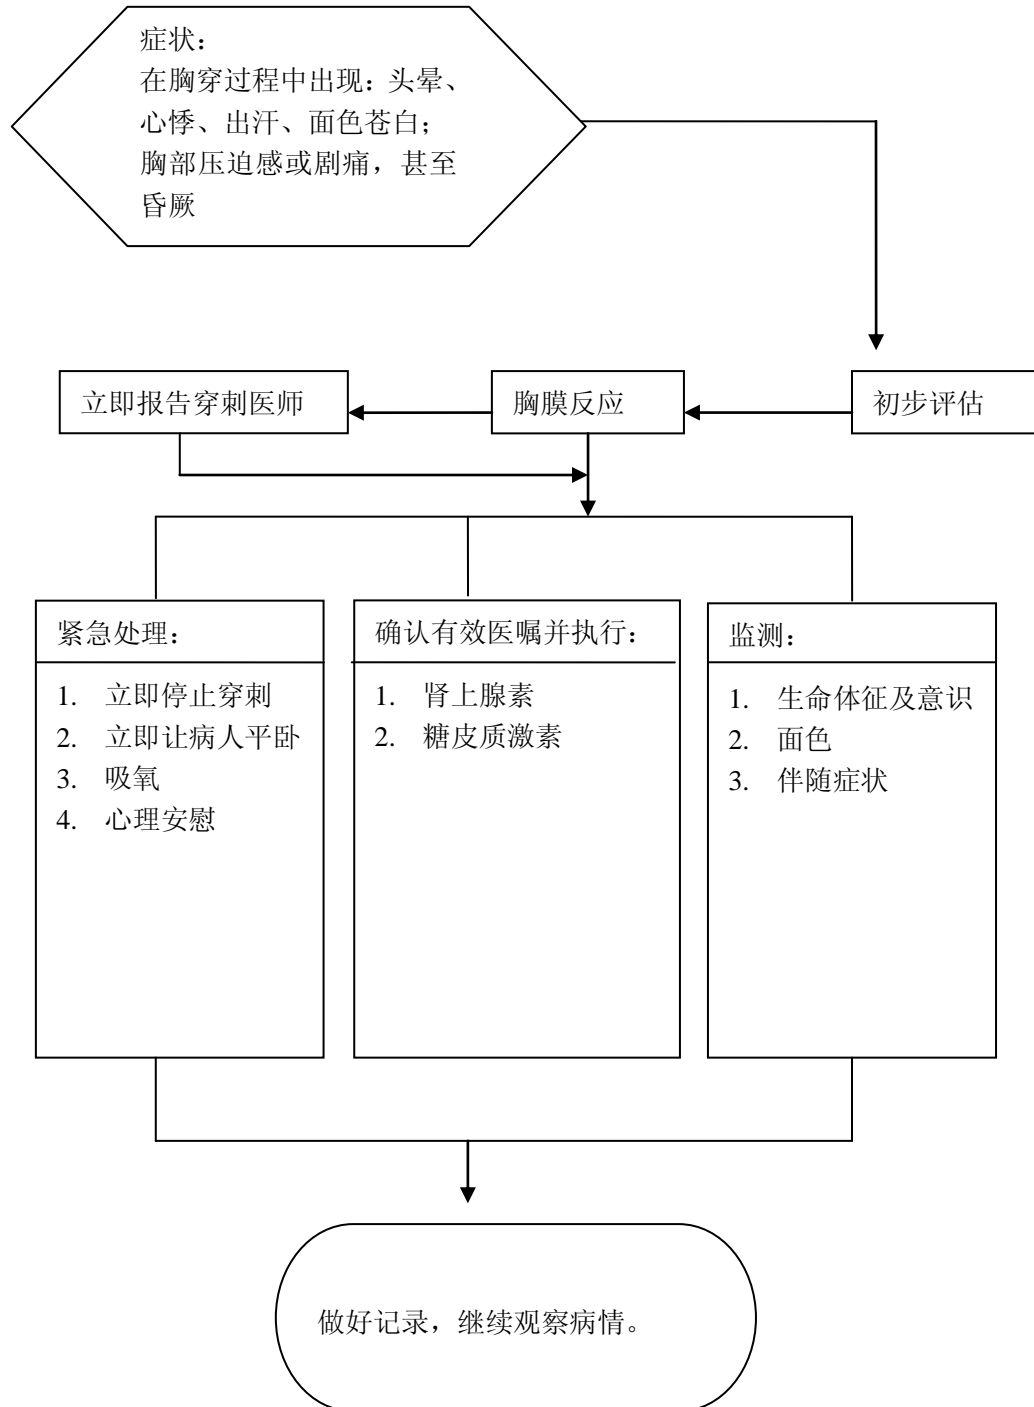 症状：
在胸穿过程中出现：头晕、
心悸、出汗、面色苍白；
胸部压迫感或剧痛，甚至
昏厥
立即报告穿刺医师
胸膜反应
初步评估
紧急处理：
1. 立即停止穿刺
2. 立即让病人平卧
3. 吸氧
4. 心理安慰
确认有效医嘱并执行：
1. 肾上腺素
2. 糖皮质激素
监测：
1. 生命体征及意识
2. 面色
3. 伴随症状
做好记录，继续观察病情。